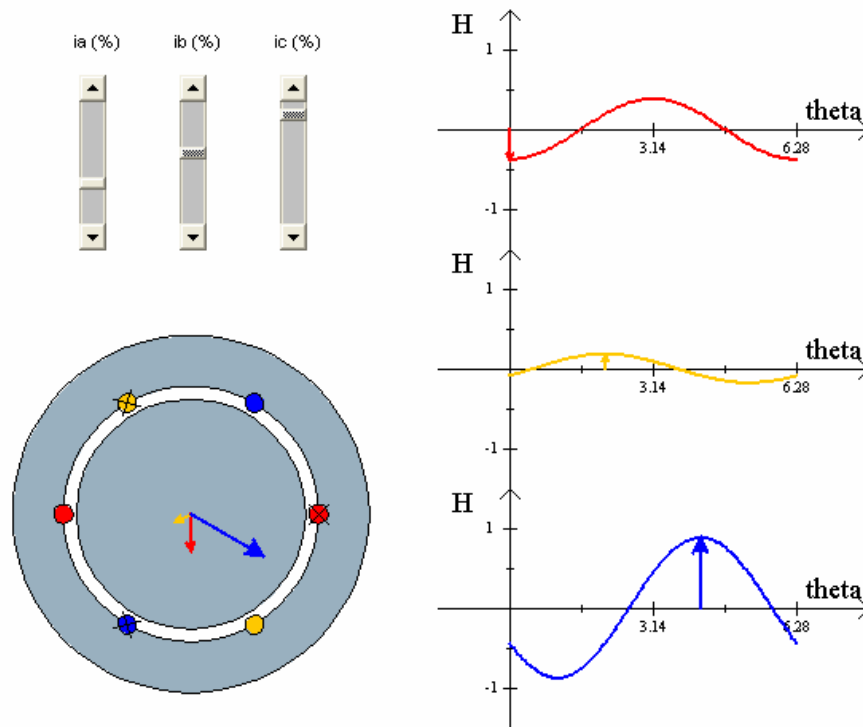 ia (%) ib (%) ic (%)
H
1
theta
3.14 6.28
-1
H
1
theta
3.14 6.28
-1
H
1
theta
3.14 6.28
-1